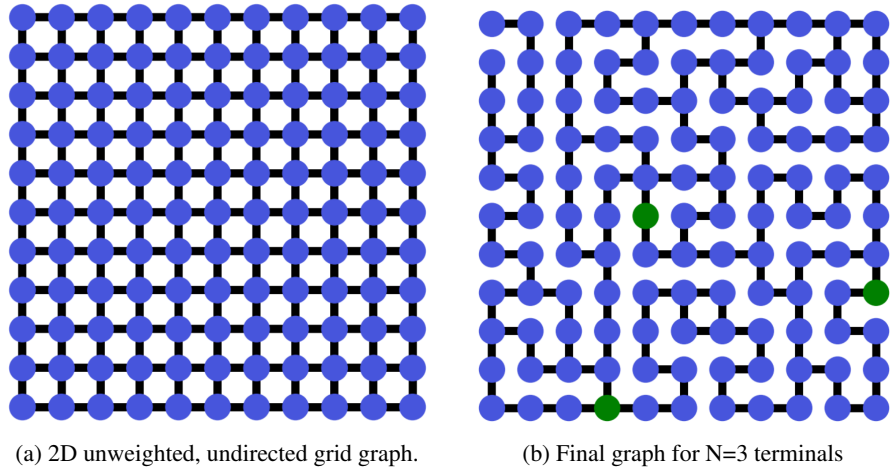 (a) 2D unweighted, undirected grid graph.
(b) Final graph for N=3 terminals